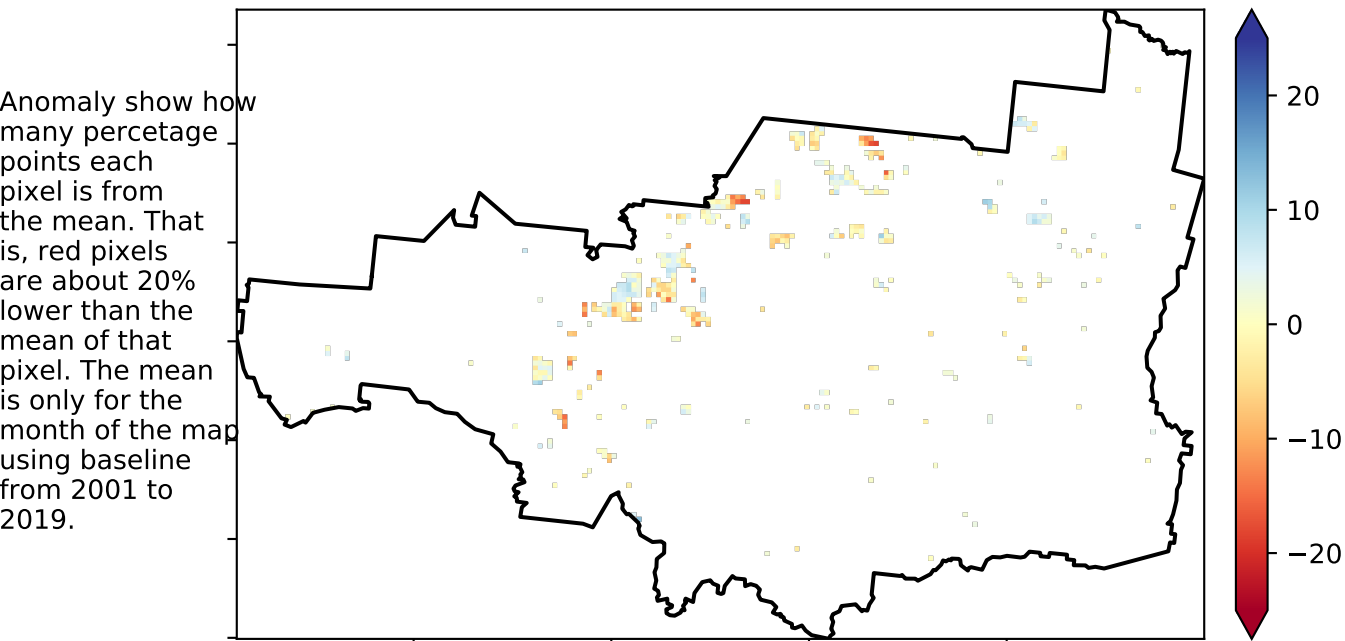 Anomaly show how
many percetage
points each
pixel is from
the mean. That
is, red pixels
are about 20%
lower than the
mean of that
pixel. The mean
is only for the
month of the map
using baseline
from 2001 to
2019.
20
10
0
−10
−20